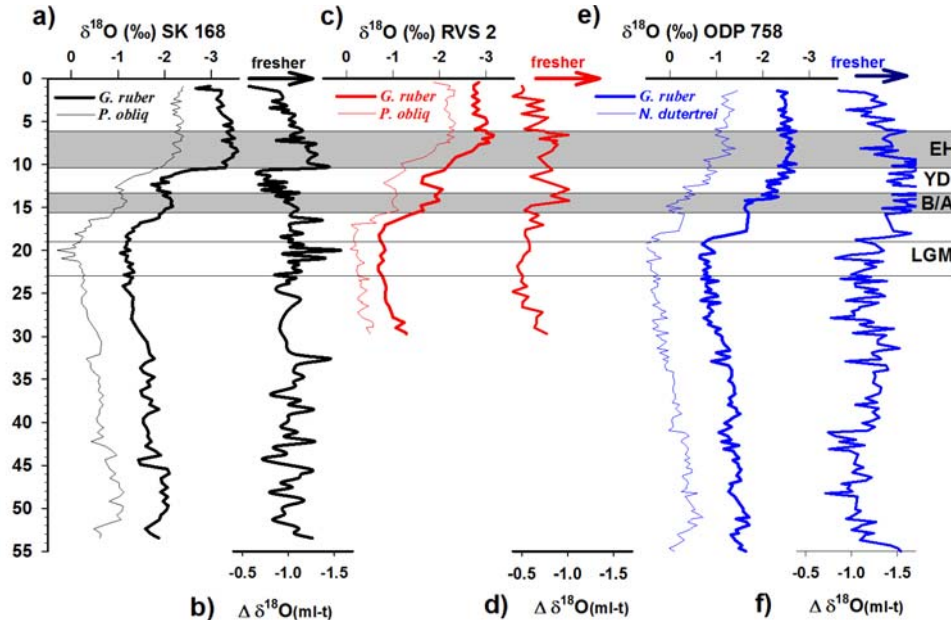 a) c) e)
δ18O (‰) SK 168 δ18O (‰) RVS 2 δ18O (‰) ODP 758
0 -1 -2 -3 fresher 0 -1 -2 -3 fresher 0 -1 -2 -3 fresher
0
G. ruber G. ruber G. ruber
P. obliq P. obliq N. dutertrel
5
EH
10
YD
B/A
15
20
LGM
25
30
35
40
45
50
55
-0.5 -1.0 -1.5 -0.5 -1.0 -1.5 -0.5 -1.0 -1.5
b) Δ δ18O(ml-t) d) Δ δ18O(ml-t) f) Δ δ18O(ml-t)